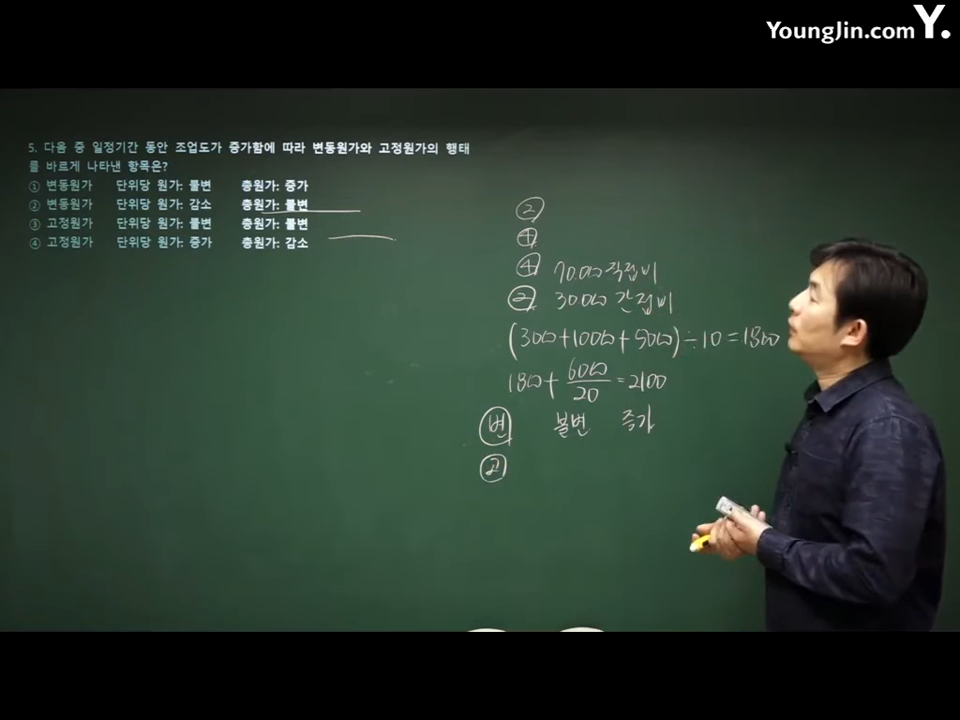 YoungJin.com Y.
5. 다음 중 일정기간 동안 조업도가 증가함에 따라 변동원가와 고정원가의 행태
를 바르게 나타낸 항목은?
① 변동원가 단위당 원가: 불변 총원가: 증가
② 변동원가 단위당 원가: 감소 총원가: 불변
③ 고정원가 단위당 원가: 불변 총원가: 불변
④ 고정원가 단위당 원가: 증가 총원가: 감소
②
④
④ 7000 직접비
② 3000 간접비
÷10=1800
=2100
변 불변 증가
고